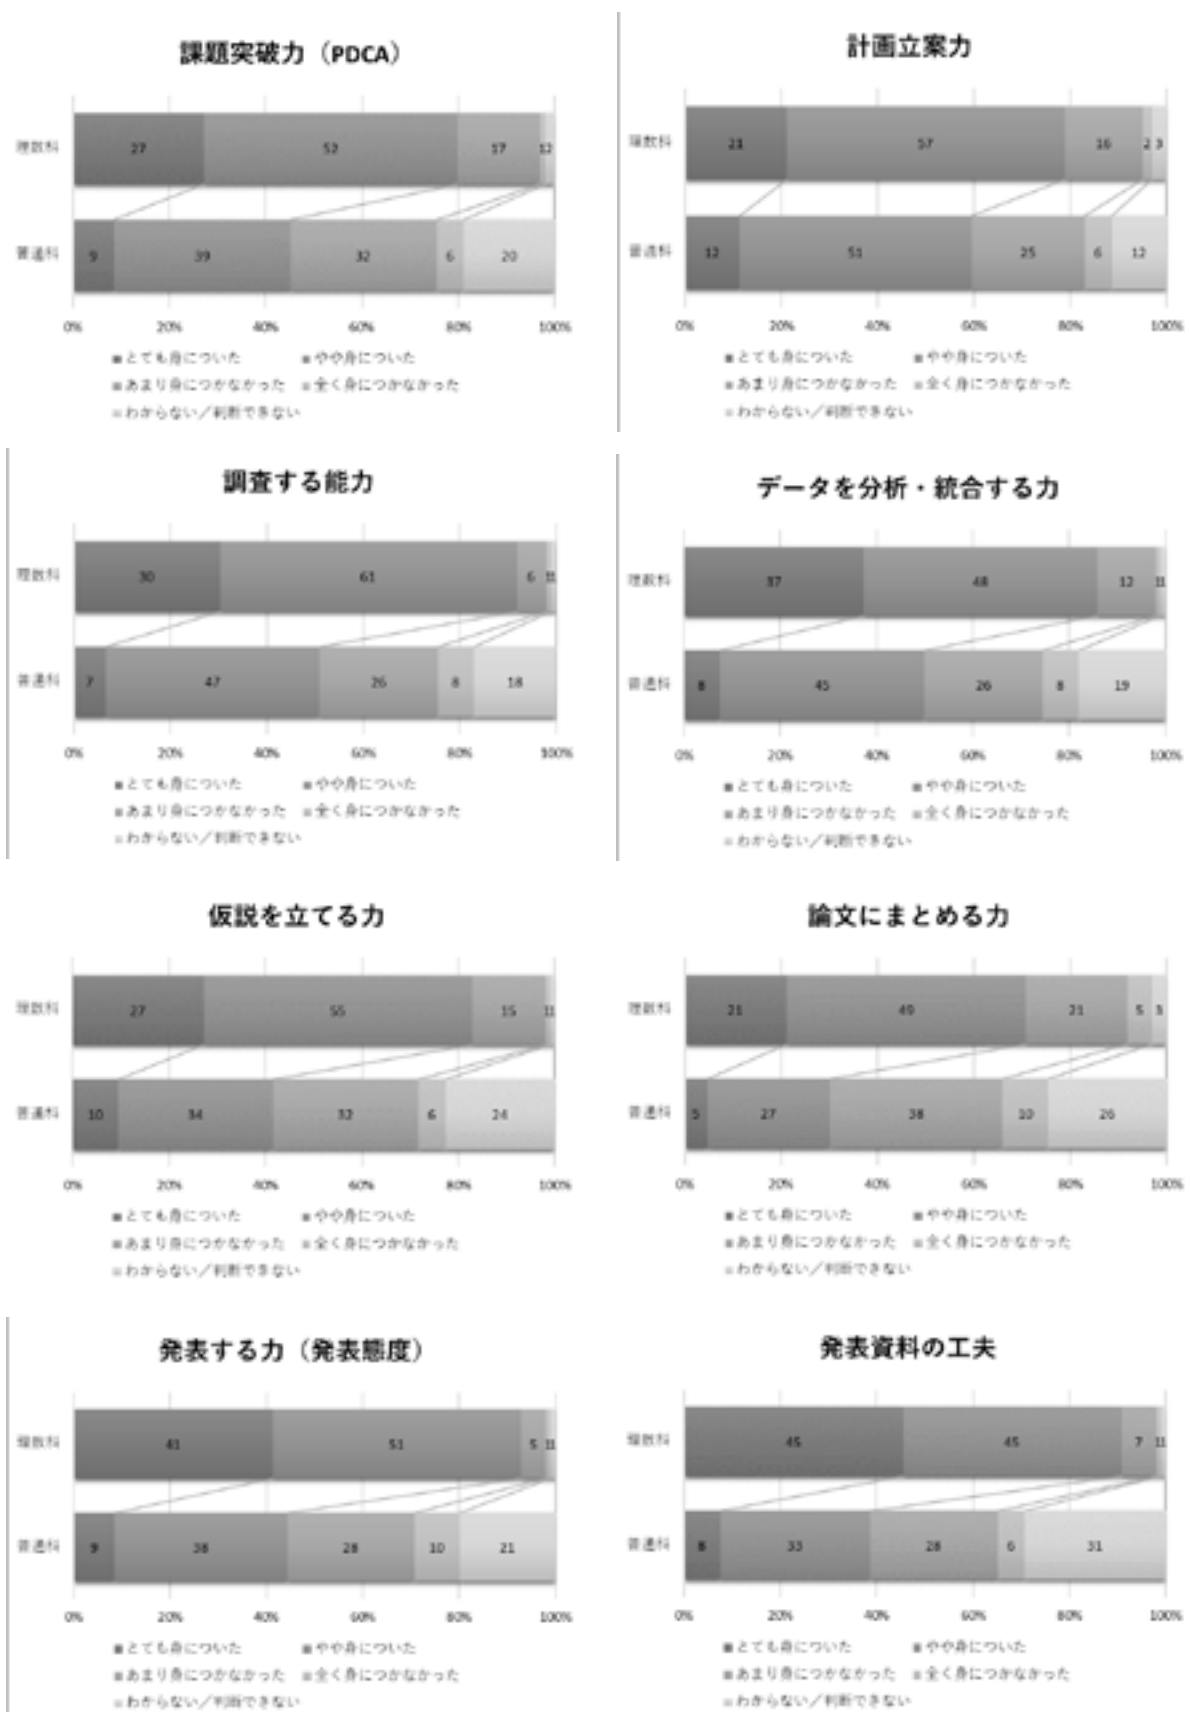 課題突破力（PDCA）
理数科 27 52 17 1 2
普通科 9 39 32 6 20
0% 20% 40% 60% 80% 100%
■とても身についた ■やや身についた
■あまり身につかなかった ■全く身につかなかった
■わからない／判断できない
計画立案力
理数科 21 57 16 2 3
普通科 12 51 25 6 12
0% 20% 40% 60% 80% 100%
■とても身についた ■やや身についた
■あまり身につかなかった ■全く身につかなかった
■わからない／判断できない
調査する能力
理数科 30 61 6 1 1
普通科 7 47 26 8 18
0% 20% 40% 60% 80% 100%
■とても身についた ■やや身についた
■あまり身につかなかった ■全く身につかなかった
■わからない／判断できない
データを分析・統合する力
理数科 37 48 12 1 1
普通科 8 45 26 8 19
0% 20% 40% 60% 80% 100%
■とても身についた ■やや身についた
■あまり身につかなかった ■全く身につかなかった
■わからない／判断できない
仮説を立てる力
理数科 27 55 15 1 1
普通科 10 34 32 6 24
0% 20% 40% 60% 80% 100%
■とても身についた ■やや身についた
■あまり身につかなかった ■全く身につかなかった
■わからない／判断できない
論文にまとめる力
理数科 21 49 21 5 3
普通科 5 27 38 10 26
0% 20% 40% 60% 80% 100%
■とても身についた ■やや身についた
■あまり身につかなかった ■全く身につかなかった
■わからない／判断できない
発表する力（発表態度）
理数科 41 51 5 1 1
普通科 9 38 28 10 21
0% 20% 40% 60% 80% 100%
■とても身についた ■やや身についた
■あまり身につかなかった ■全く身につかなかった
■わからない／判断できない
発表資料の工夫
理数科 45 45 7 1 1
普通科 8 33 28 6 31
0% 20% 40% 60% 80% 100%
■とても身についた ■やや身についた
■あまり身につかなかった ■全く身につかなかった
■わからない／判断できない